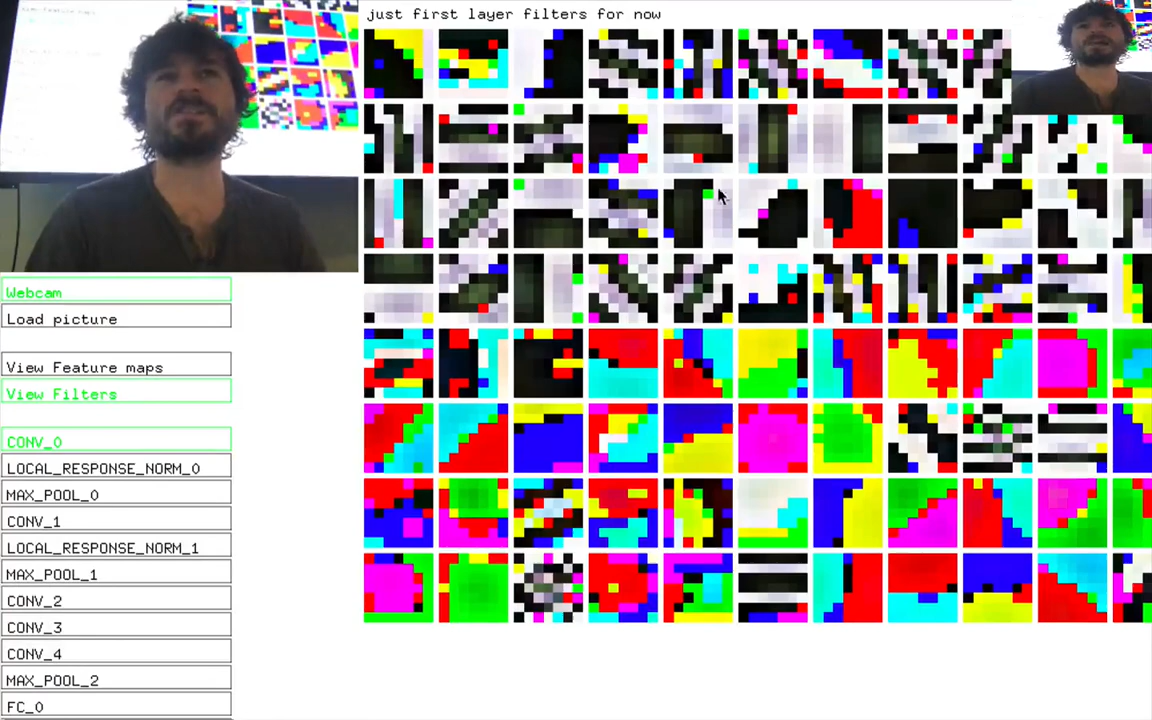 just first layer filters for now
Webcam
Load picture
View Feature maps
View Filters
CONV_0
LOCAL_RESPONSE_NORM_0
MAX_POOL_0
CONV_1
LOCAL_RESPONSE_NORM_1
MAX_POOL_1
CONV_2
CONV_3
CONV_4
MAX_POOL_2
FC_0